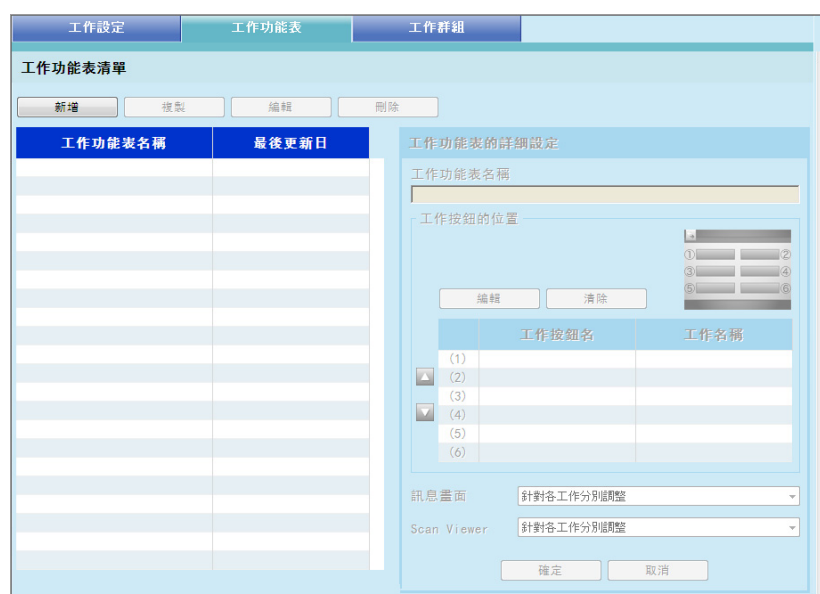 工作設定 工作功能表 工作群組
工作功能表清單
新增 複製 編輯 刪除
工作功能表名稱 最後更新日
工作功能表的詳細設定
工作功能表名稱
工作按鈕的位置
① ②
③ ④
⑤ ⑥
編輯 清除
工作按鈕名 工作名稱
(1)
(2)
(3)
(4)
(5)
(6)
訊息畫面 針對各工作分別調整
Scan Viewer 針對各工作分別調整
確定 取消